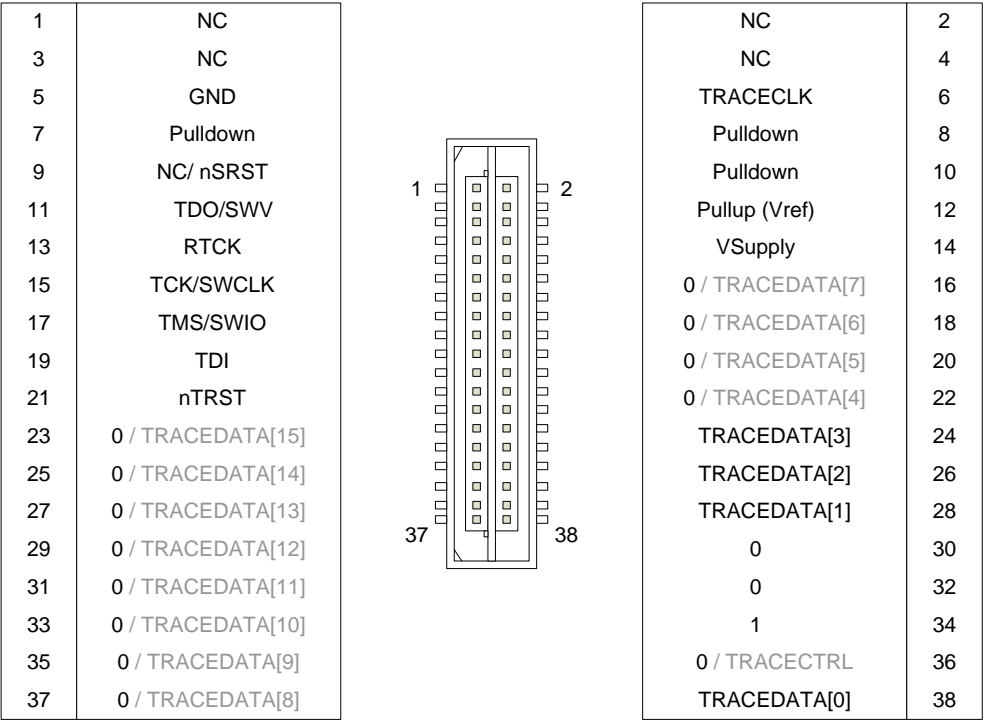 1 NC NC 2
3 NC NC 4
5 GND TRACECLK 6
7 Pulldown Pulldown 8
9 NC/ nSRST Pulldown 10
1 2
11 TDO/SWV Pullup (Vref) 12
13 RTCK VSupply 14
15 TCK/SWCLK 0 / TRACEDATA[7] 16
17 TMS/SWIO 0 / TRACEDATA[6] 18
19 TDI 0 / TRACEDATA[5] 20
21 nTRST 0 / TRACEDATA[4] 22
23 0 / TRACEDATA[15] TRACEDATA[3] 24
25 0 / TRACEDATA[14] TRACEDATA[2] 26
27 0 / TRACEDATA[13] TRACEDATA[1] 28
37 38
29 0 / TRACEDATA[12] 0 30
31 0 / TRACEDATA[11] 0 32
33 0 / TRACEDATA[10] 1 34
35 0 / TRACEDATA[9] 0 / TRACECTRL 36
37 0 / TRACEDATA[8] TRACEDATA[0] 38